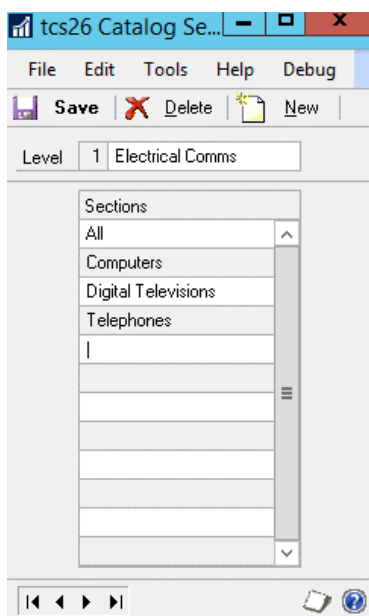 tcs26 Catalog Se...
File Edit Tools Help Debug
Save Delete New
Level 1 Electrical Comms
Sections
All
Computers
Digital Televisions
Telephones